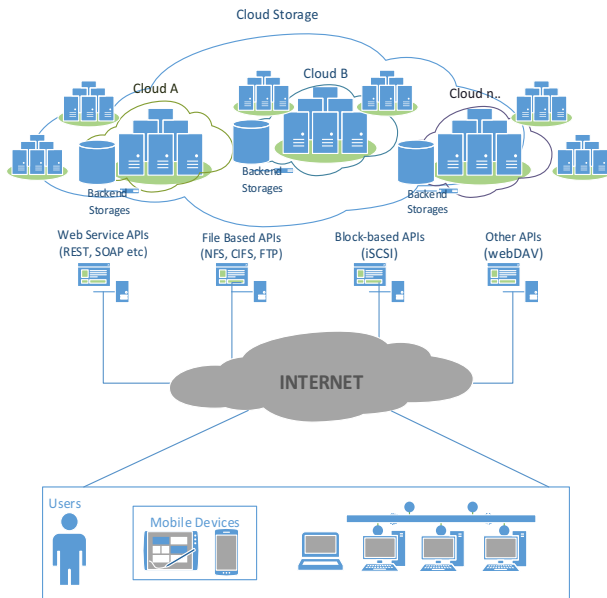 Cloud Storage
Cloud A
Cloud B
Cloud n..
Backend
Storages
Backend
Storages
Backend
Storages
Web Service APIs
(REST, SOAP etc)
File Based APIs
(NFS, CIFS, FTP)
Block-based APIs
(iSCSI)
Other APIs
(webDAV)
INTERNET
Users
Mobile Devices